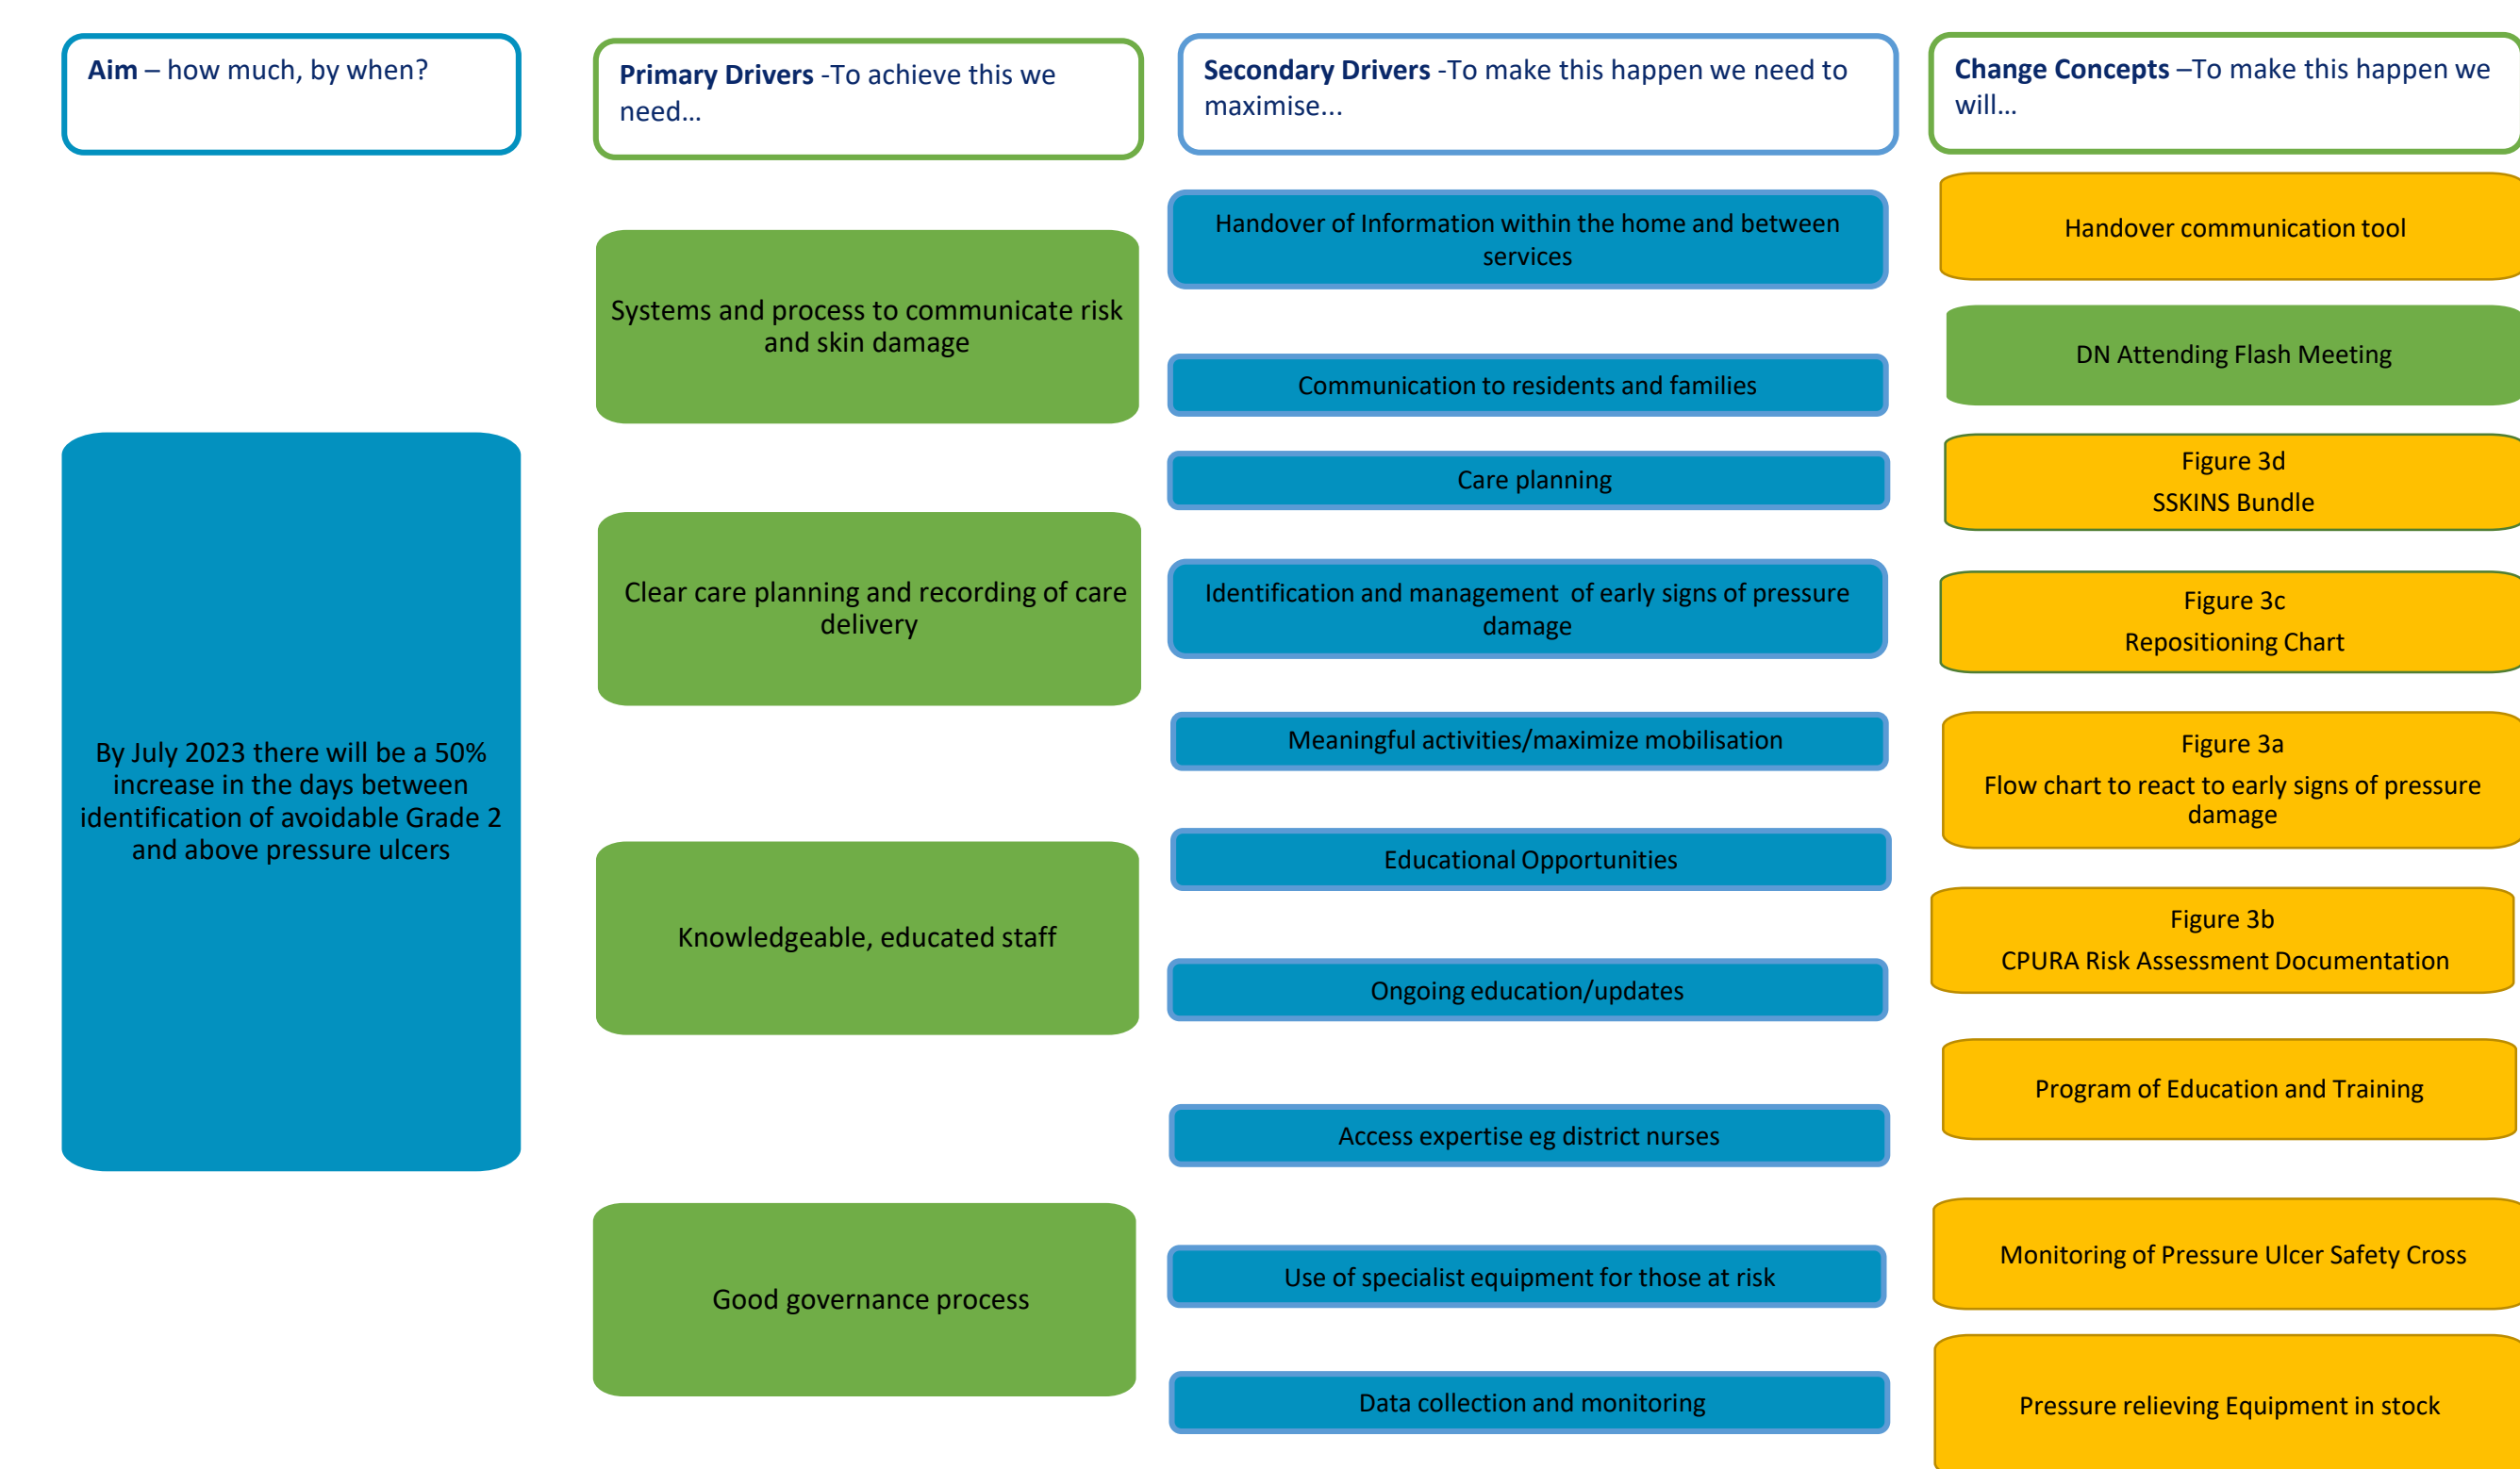 Aim – how much, by when?
Primary Drivers -To achieve this we
need…
Secondary Drivers -To make this happen we need to
maximise...
Change Concepts –To make this happen we
will…
By July 2023 there will be a 50%
increase in the days between
identification of avoidable Grade 2
and above pressure ulcers
Systems and process to communicate risk
and skin damage
Clear care planning and recording of care
delivery
Knowledgeable, educated staff
Good governance process
Handover of Information within the home and between
services
Communication to residents and families
Care planning
Identification and management of early signs of pressure
damage
Meaningful activities/maximize mobilisation
Educational Opportunities
Ongoing education/updates
Access expertise eg district nurses
Use of specialist equipment for those at risk
Data collection and monitoring
Handover communication tool
DN Attending Flash Meeting
Figure 3d
SSKINS Bundle
Figure 3c
Repositioning Chart
Figure 3a
Flow chart to react to early signs of pressure
damage
Figure 3b
CPURA Risk Assessment Documentation
Program of Education and Training
Monitoring of Pressure Ulcer Safety Cross
Pressure relieving Equipment in stock